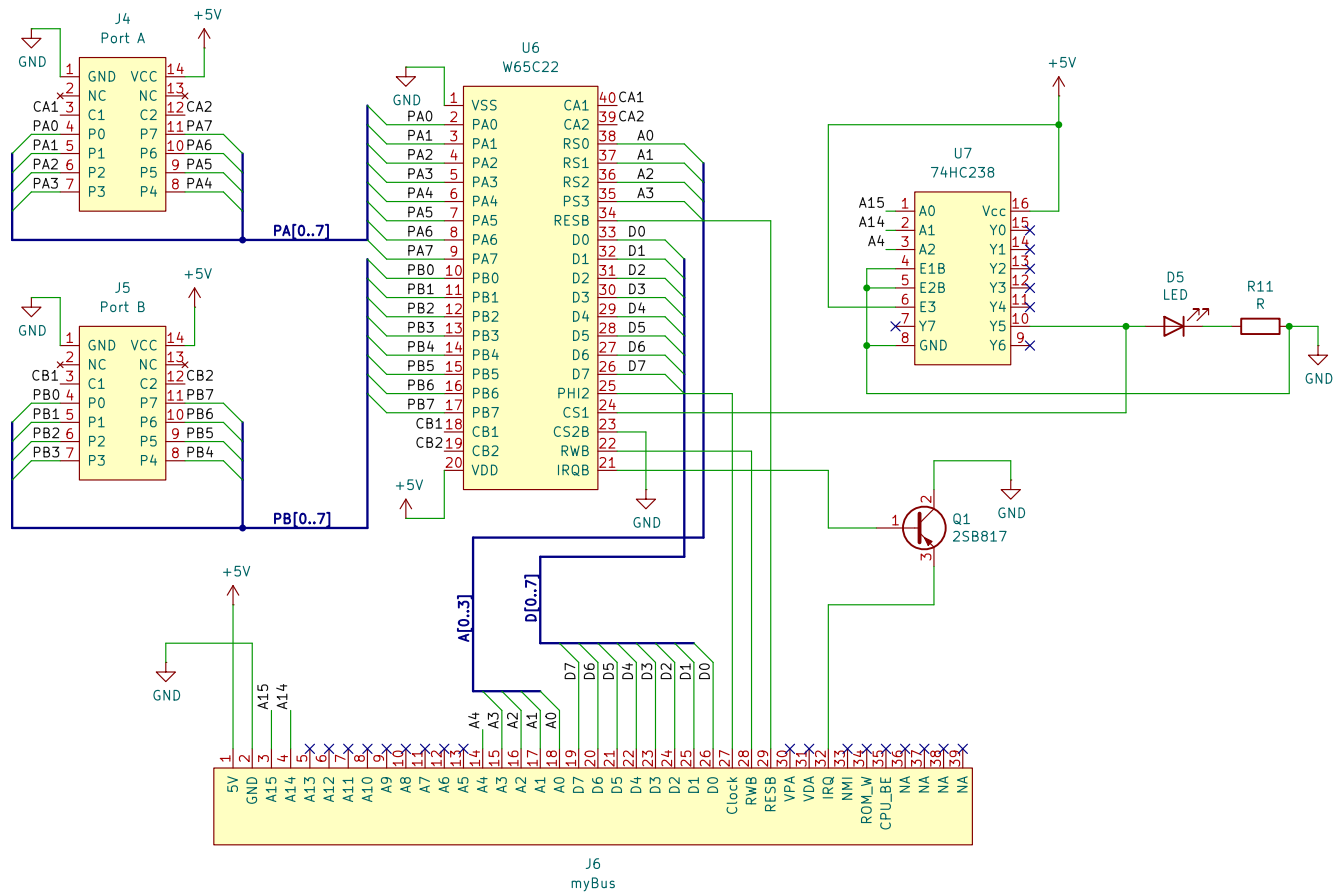 J4
Port A
+5V
GND
1 GND VCC 14
2 NC NC 13
CA1 3 C1 C2 12 CA2
PA0 4 P0 P7 11 PA7
PA1 5 P1 P6 10 PA6
PA2 6 P2 P5 9 PA5
PA3 7 P3 P4 8 PA4
PA[0..7]
J5
Port B
+5V
GND
1 GND VCC 14
2 NC NC 13
CB1 3 C1 C2 12 CB2
PB0 4 P0 P7 11 PB7
PB1 5 P1 P6 10 PB6
PB2 6 P2 P5 9 PB5
PB3 7 P3 P4 8 PB4
PB[0..7]
U6
W65C22
GND
1 VSS CA1 40 CA1
PA0 2 PA0 CA2 39 CA2
PA1 3 PA1 RS0 38 A0
PA2 4 PA2 RS1 37 A1
PA3 5 PA3 RS2 36 A2
PA4 6 PA4 PS3 35 A3
PA5 7 PA5 RESB 34
PA6 8 PA6 D0 33 D0
PA7 9 PA7 D1 32 D1
PB0 10 PB0 D2 31 D2
PB1 11 PB1 D3 30 D3
PB2 12 PB2 D4 29 D4
PB3 13 PB3 D5 28 D5
PB4 14 PB4 D6 27 D6
PB5 15 PB5 D7 26 D7
PB6 16 PB6 PHI2 25
PB7 17 PB7 CS1 24
CB1 18 CB1 CS2B 23
CB2 19 CB2 RWB 22
20 VDD IRQB 21
+5V
GND
+5V
U7
74HC238
A15 1 A0 Vcc 16
A14 2 A1 Y0 15
A4 3 A2 Y1 14
4 E1B Y2 13
5 E2B Y3 12
6 E3 Y4 11
7 Y7 Y5 10
8 GND Y6 9
D5
LED
R11
R
GND
GND
1 2 3
Q1
2SB817
A[0..3]
D[0..7]
+5V
GND
A15 A14 A4 A3 A2 A1 A0 D7 D6 D5 D4 D3 D2 D1 D0
1 2 3 4 5 6 7 8 9 10 11 12 13 14 15 16 17 18 19 20 21 22 23 24 25 26 27 28 29 30 31 32 33 34 35 36 37 38 39
5V GND A15 A14 A13 A12 A11 A10 A9 A8 A7 A6 A5 A4 A3 A2 A1 A0 D7 D6 D5 D4 D3 D2 D1 D0 Clock RWB RESB VPA VDA IRQ NMI ROM_W CPU_BE NA NA NA NA
J6
myBus